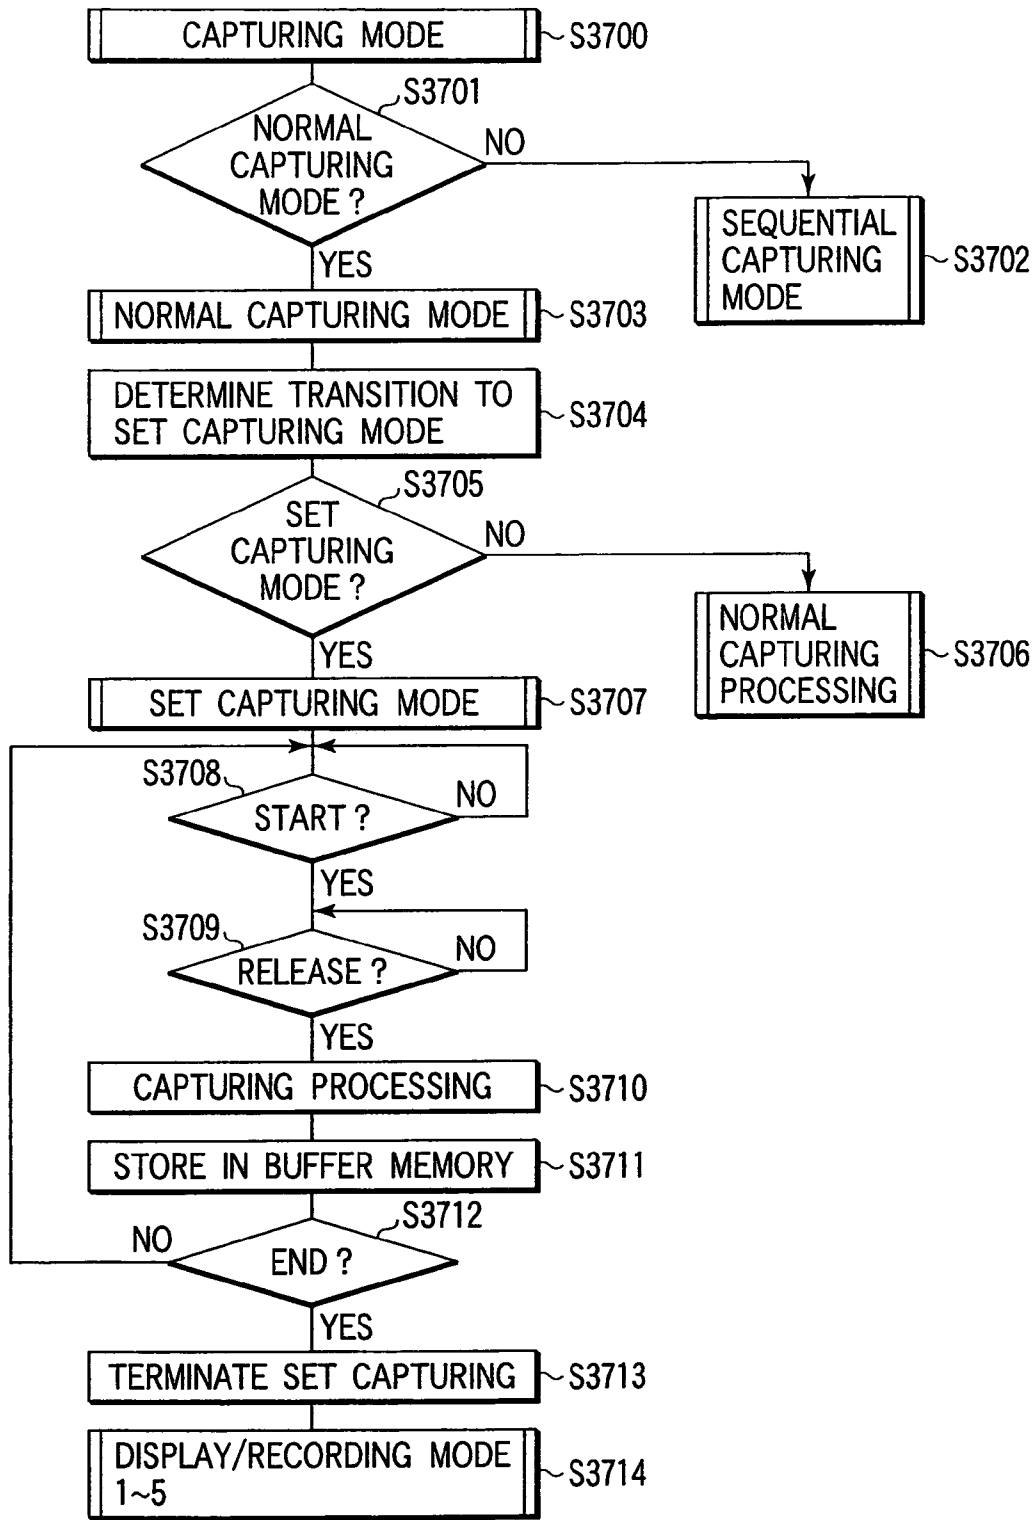 CAPTURING MODE
S3700
S3701
NORMAL
CAPTURING
MODE ?
NO
YES
SEQUENTIAL
CAPTURING
MODE
S3702
NORMAL CAPTURING MODE
S3703
DETERMINE TRANSITION TO
SET CAPTURING MODE
S3704
S3705
SET
CAPTURING
MODE ?
NO
YES
NORMAL
CAPTURING
PROCESSING
S3706
SET CAPTURING MODE
S3707
S3708
START ?
NO
YES
S3709
RELEASE ?
NO
YES
CAPTURING PROCESSING
S3710
STORE IN BUFFER MEMORY
S3711
S3712
NO
END ?
YES
TERMINATE SET CAPTURING
S3713
DISPLAY/RECORDING MODE
1~5
S3714